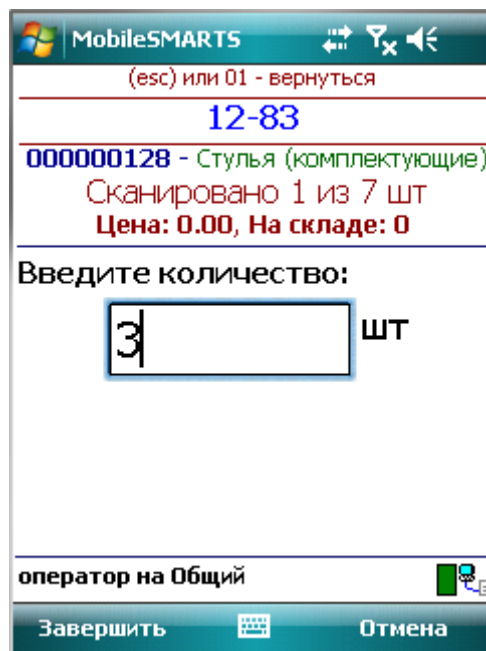 MobileSMARTS
(esc) или 01 - вернуться
12-83
000000128 - Стулья (комплектующие)
Сканировано 1 из 7 шт
Цена: 0.00, На складе: 0
Введите количество:
3 шт
оператор на Общий
Завершить Отмена